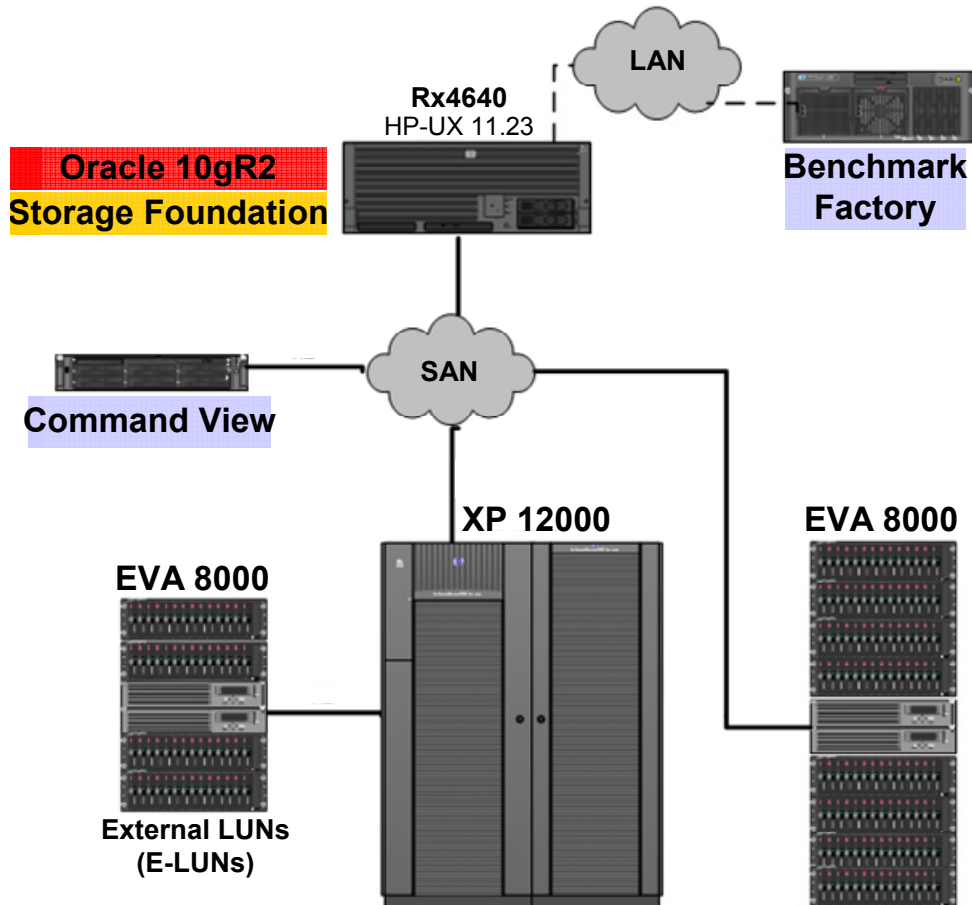 LAN
Rx4640
HP-UX 11.23
Oracle 10gR2
Storage Foundation
Benchmark
Factory
SAN
Command View
XP 12000
EVA 8000
EVA 8000
External LUNs
(E-LUNs)